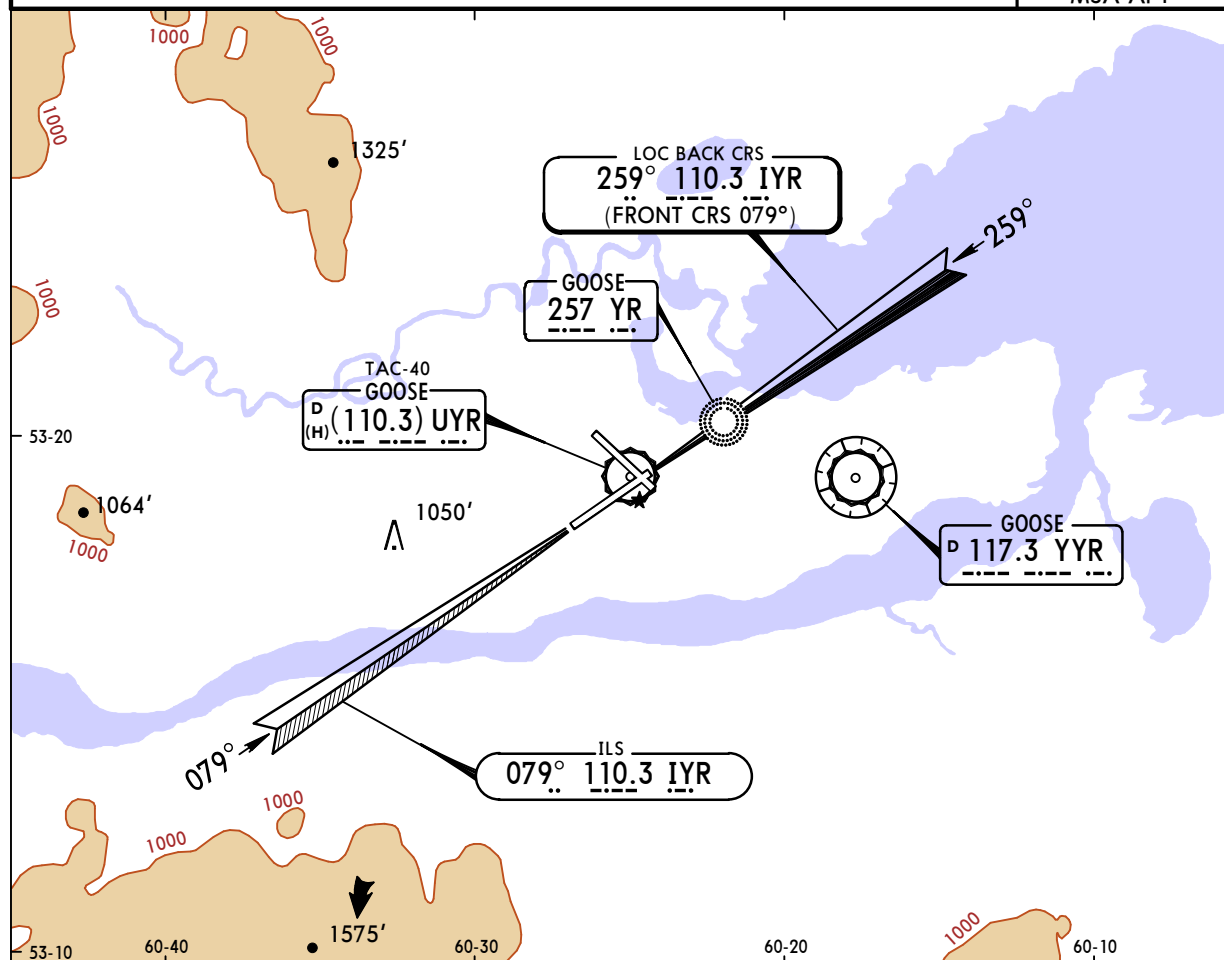 MSA APT
1000
1000
1000
1325’
LOC BACK CRS
259° 110.3 IYR
(FRONT CRS 079°)
259°
1000
GOOSE
257 YR
TAC-40
GOOSE
D (H) (110.3) UYR
53-20
1064’
1000
1050’
GOOSE
D 117.3 YYR
079°
ILS
079° 110.3 IYR
1000
1000
1575’
1000
53-10
60-40
60-30
60-20
60-10